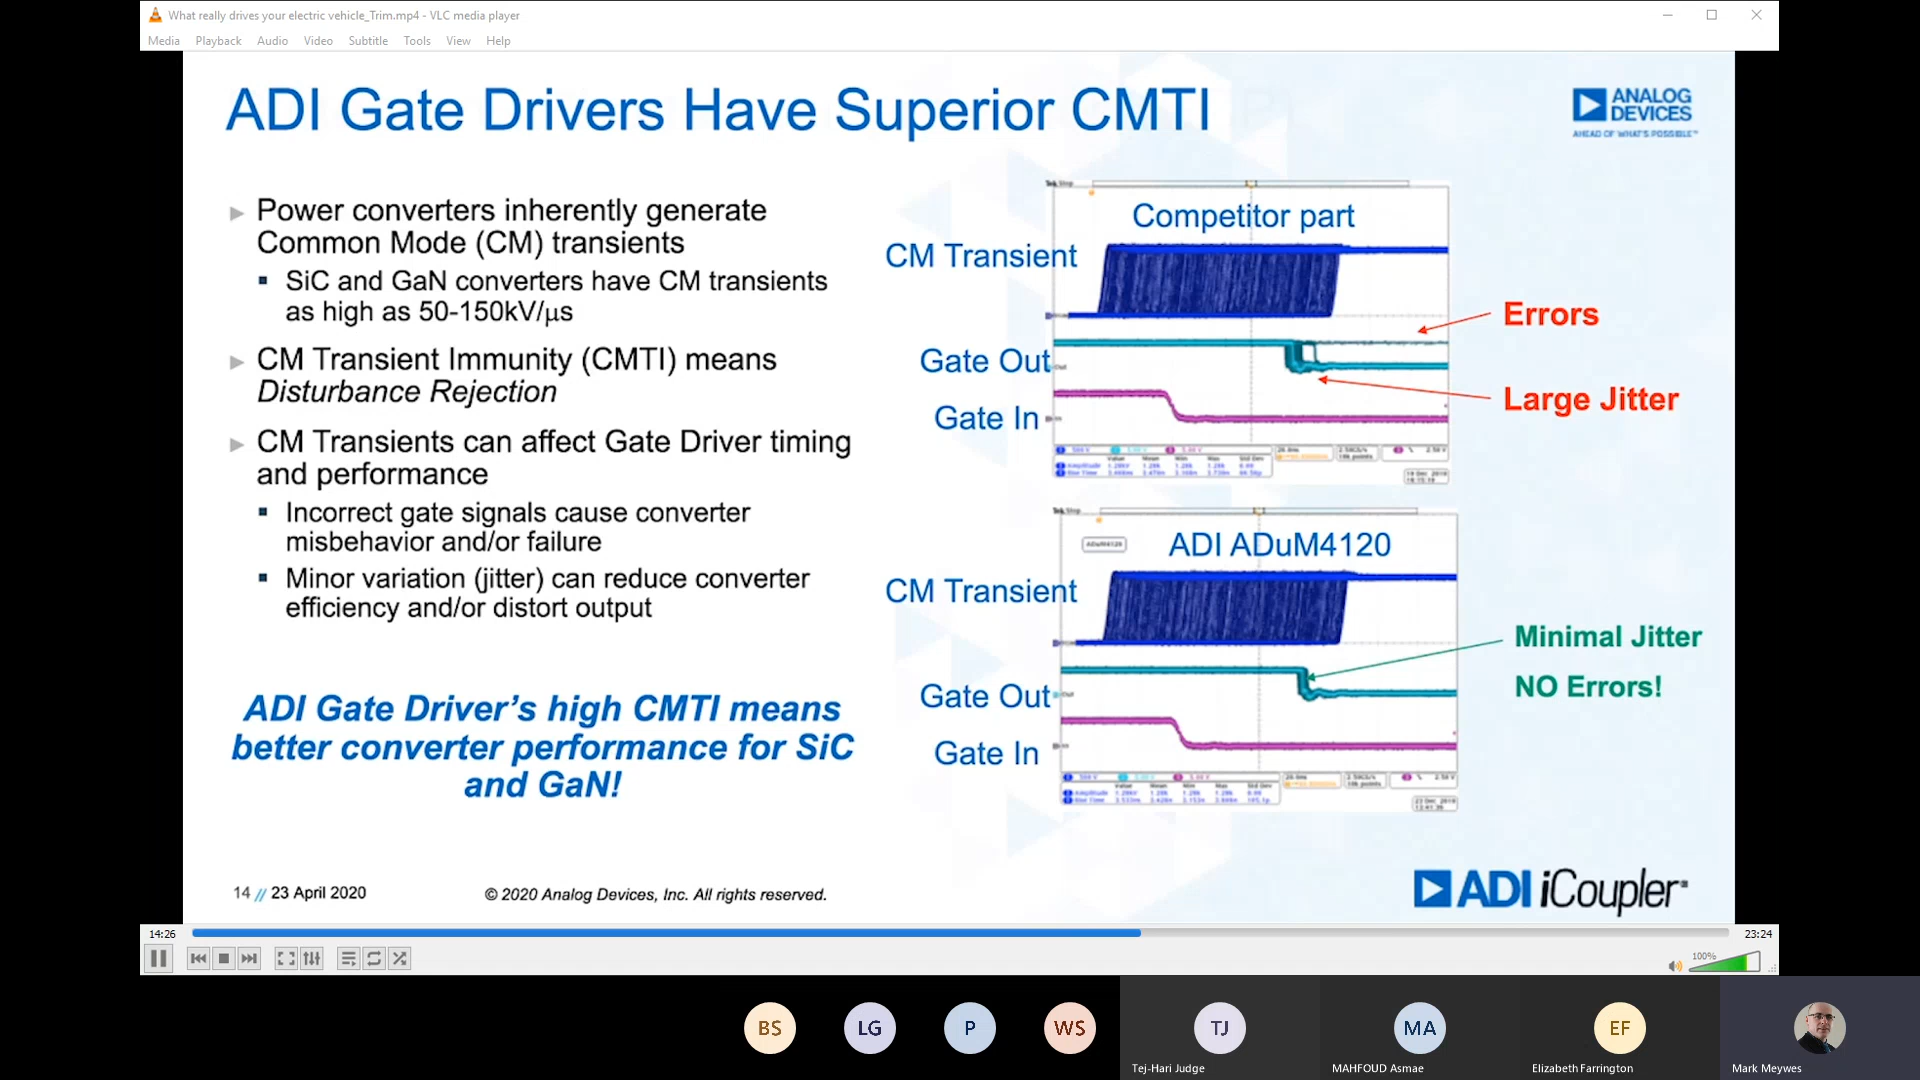 What really drives your electric vehicle_Trim.mp4 - VLC media player
Media Playback Audio Video Subtitle Tools View Help
ADI Gate Drivers Have Superior CMTI
ANALOG
DEVICES
AHEAD OF WHAT'S POSSIBLE™
Power converters inherently generate
Common Mode (CM) transients
SiC and GaN converters have CM transients
as high as 50-150kV/µs
CM Transient Immunity (CMTI) means
Disturbance Rejection
CM Transients can affect Gate Driver timing
and performance
Incorrect gate signals cause converter
misbehavior and/or failure
Minor variation (jitter) can reduce converter
efficiency and/or distort output
ADI Gate Driver's high CMTI means
better converter performance for SiC
and GaN!
Competitor part
CM Transient
Gate Out
Gate In
Errors
Large Jitter
ADuM4120
ADI ADuM4120
CM Transient
Gate Out
Gate In
Minimal Jitter
NO Errors!
14 // 23 April 2020
© 2020 Analog Devices, Inc. All rights reserved.
ADI iCoupler
14:26
23:24
100%
BS
LG
P
WS
TJ
MA
EF
Tej-Hari Judge
MAHFOUD Asmae
Elizabeth Farrington
Mark Meywes